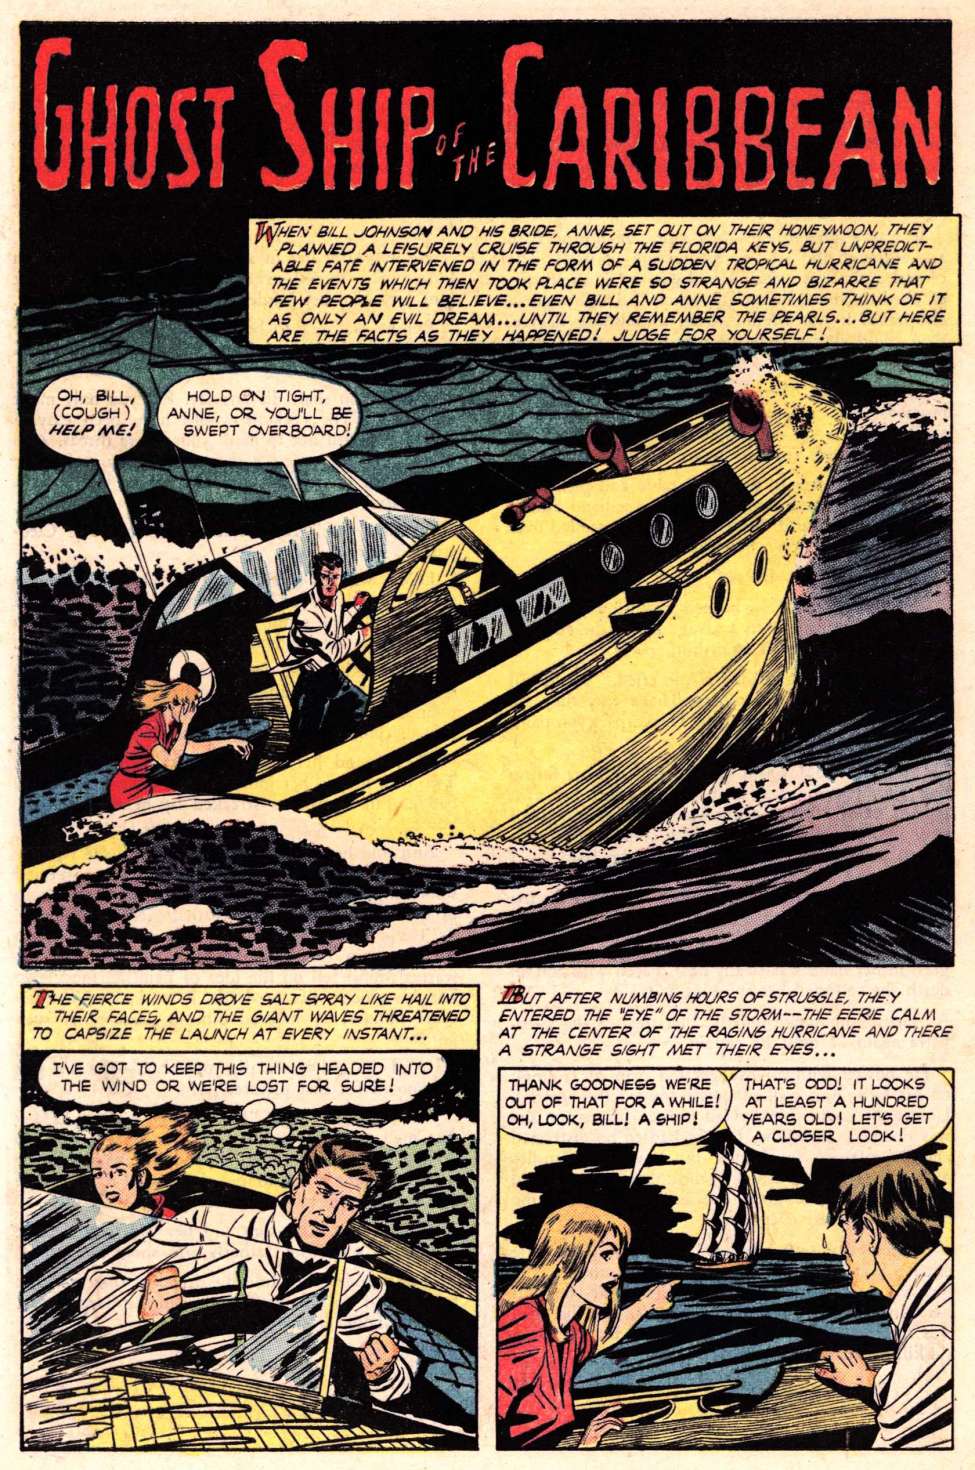 GHOST SHIP OF THE CARIBBEAN
WHEN BILL JOHNSON AND HIS BRIDE, ANNE, SET OUT ON THEIR HONEYMOON, THEY
PLANNED A LEISURELY CRUISE THROUGH THE FLORIDA KEYS, BUT UNPREDICT-
ABLE FATE INTERVENED IN THE FORM OF A SUDDEN TROPICAL HURRICANE AND
THE EVENTS WHICH THEN TOOK PLACE WERE SO STRANGE AND BIZARRE THAT
FEW PEOPLE WILL BELIEVE...EVEN BILL AND ANNE SOMETIMES THINK OF IT
AS ONLY AN EVIL DREAM...UNTIL THEY REMEMBER THE PEARLS...BUT HERE
ARE THE FACTS AS THEY HAPPENED! JUDGE FOR YOURSELF!
OH, BILL,
(COUGH)
HELP ME!
HOLD ON TIGHT,
ANNE, OR YOU'LL BE
SWEPT OVERBOARD!
THE FIERCE WINDS DROVE SALT SPRAY LIKE HAIL INTO
THEIR FACES, AND THE GIANT WAVES THREATENED
TO CAPSIZE THE LAUNCH AT EVERY INSTANT...
I'VE GOT TO KEEP THIS THING HEADED INTO
THE WIND OR WE'RE LOST FOR SURE!
BUT AFTER NUMBING HOURS OF STRUGGLE, THEY
ENTERED THE "EYE" OF THE STORM--THE EERIE CALM
AT THE CENTER OF THE RAGING HURRICANE AND THERE
A STRANGE SIGHT MET THEIR EYES...
THANK GOODNESS WE'RE
OUT OF THAT FOR A WHILE!
OH, LOOK, BILL! A SHIP!
THAT'S ODD! IT LOOKS
AT LEAST A HUNDRED
YEARS OLD! LET'S GET
A CLOSER LOOK!